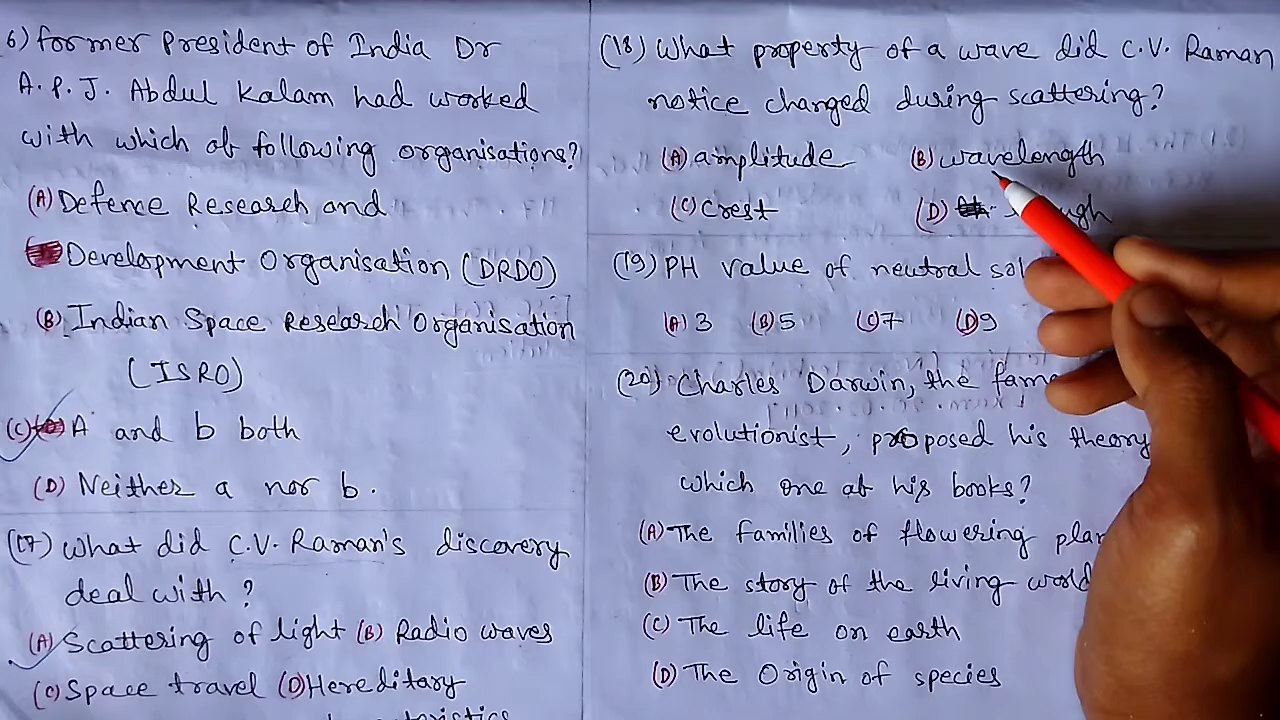 6) Former President of India Dr
A.P.J. Abdul Kalam had worked
with which of following organisations?
(A) Defence Research and
Development Organisation (DRDO)
(B) Indian Space Research Organisation
(ISRO)
(C) A and b both
(D) Neither a nor b.
(17) What did C.V. Raman's discovery
deal with?
(A) Scattering of light (B) Radio waves
(C) Space travel (D) Hereditary
(18) What property of a wave did C.V. Raman
notice changed during scattering?
(A) amplitude (B) wavelength
(C) Crest (D)
(19) PH value of neutral
(A) 3 (B) 5 (C) 7 (D) 9
(20) Charles Darwin, the
evolutionist, proposed his theory
which one of his books?
(A) The families of flowering
(B) The story of the living world
(C) The life on earth
(D) The Origin of species